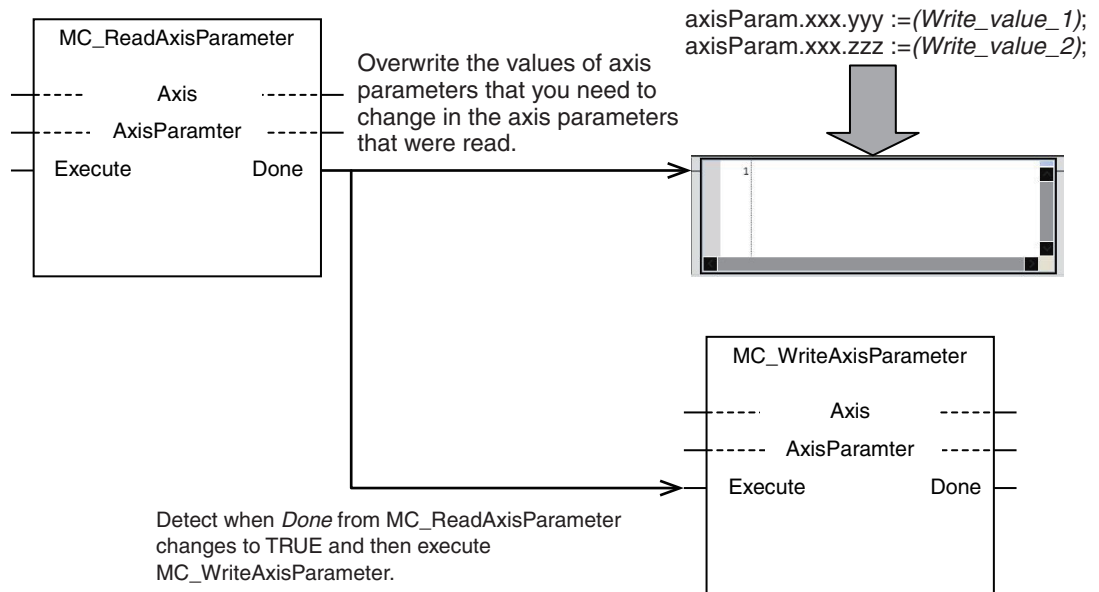 MC_ReadAxisParameter
Axis
AxisParamter
Execute Done
Overwrite the values of axis
parameters that you need to
change in the axis parameters
that were read.
axisParam.xxx.yyy :=(Write_value_1);
axisParam.xxx.zzz :=(Write_value_2);
1
MC_WriteAxisParameter
Axis
AxisParamter
Execute Done
Detect when Done from MC_ReadAxisParameter
changes to TRUE and then execute
MC_WriteAxisParameter.